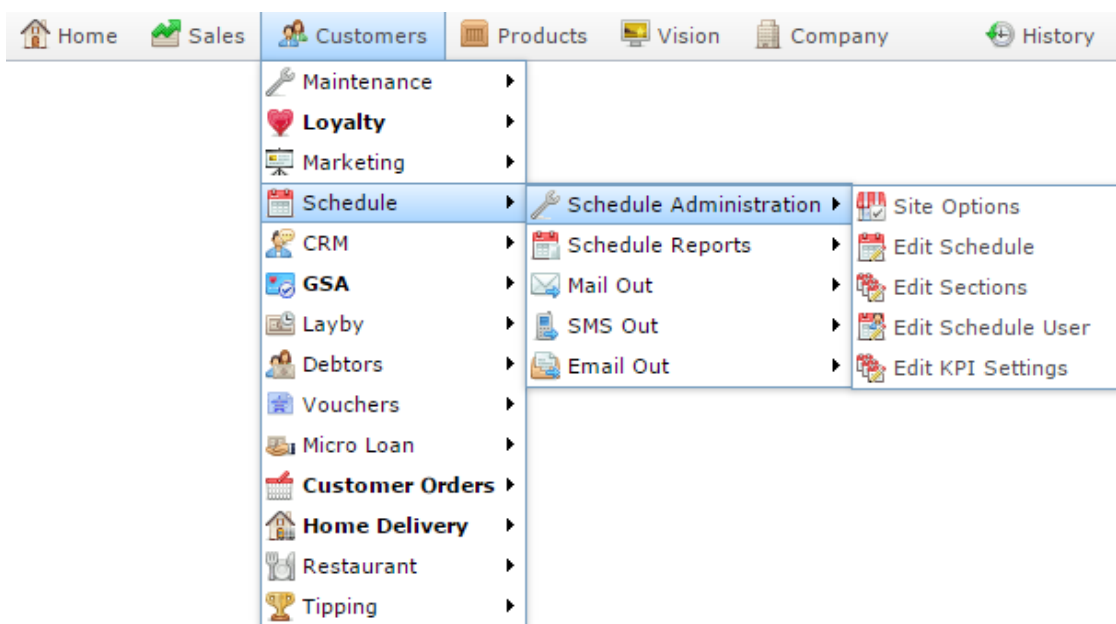 Home Sales Customers Products Vision Company History
Maintenance
Loyalty
Marketing
Schedule
CRM
GSA
Layby
Debtors
Vouchers
Micro Loan
Customer Orders
Home Delivery
Restaurant
Tipping
Schedule Administration
Schedule Reports
Mail Out
SMS Out
Email Out
Site Options
Edit Schedule
Edit Sections
Edit Schedule User
Edit KPI Settings